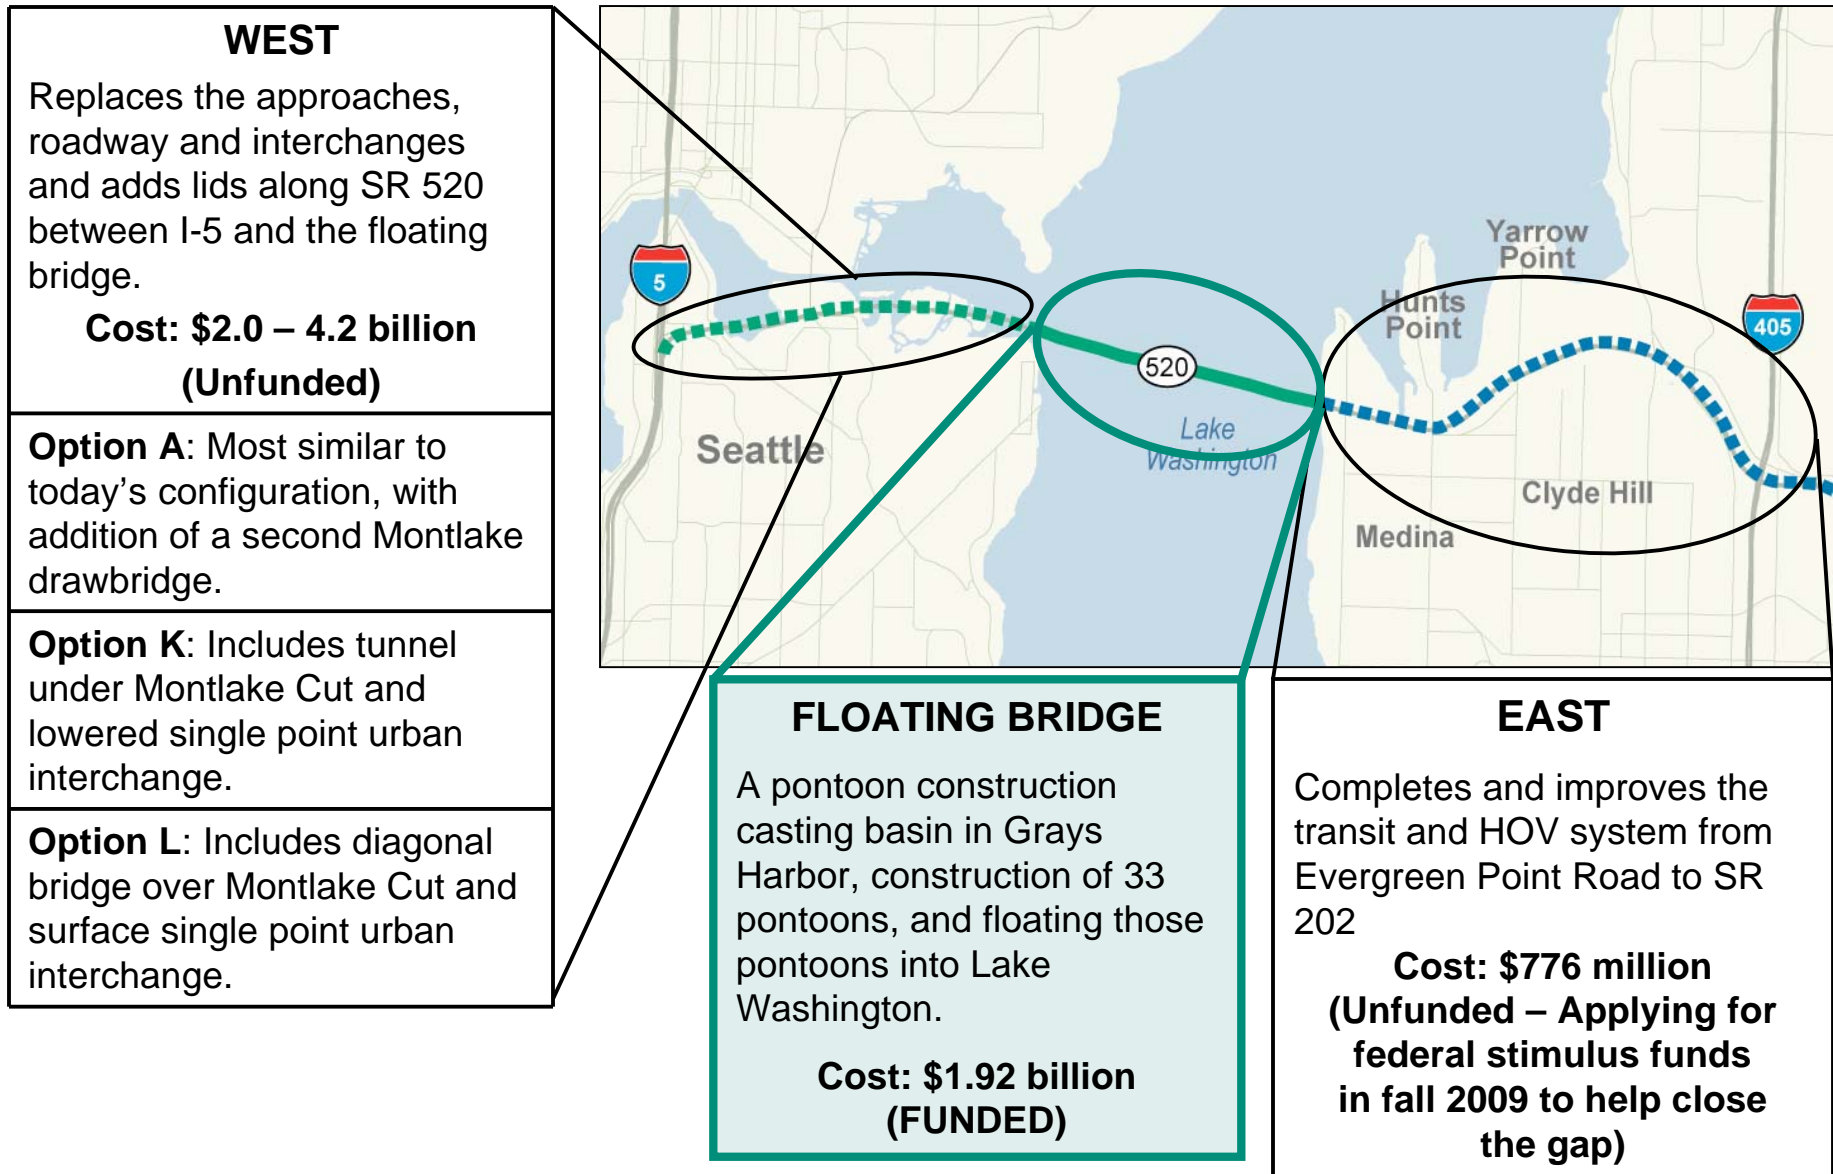 WEST
Replaces the approaches,
roadway and interchanges
and adds lids along SR 520
between I-5 and the floating
bridge.
Cost: $2.0 – 4.2 billion
(Unfunded)
Option A: Most similar to
today’s configuration, with
addition of a second Montlake
drawbridge.
Option K: Includes tunnel
under Montlake Cut and
lowered single point urban
interchange.
Option L: Includes diagonal
bridge over Montlake Cut and
surface single point urban
interchange.
5
Seattle
520
Lake
Washington
Yarrow
Point
Hunts
Point
405
Clyde Hill
Medina
FLOATING BRIDGE
A pontoon construction
casting basin in Grays
Harbor, construction of 33
pontoons, and floating those
pontoons into Lake
Washington.
Cost: $1.92 billion
(FUNDED)
EAST
Completes and improves the
transit and HOV system from
Evergreen Point Road to SR
202
Cost: $776 million
(Unfunded – Applying for
federal stimulus funds
in fall 2009 to help close
the gap)